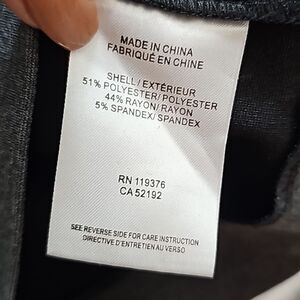 MADE IN CHINA
FABRIQUÉ EN CHINE
SHELL / EXTÉRIEUR
51% POLYESTER/POLYESTER
44% RAYON/RAYON
5% SPANDEX/SPANDEX
RN 119376
CA 52192
SEE REVERSE SIDE FOR CARE INSTRUCTION
DIRECTIVE D'ENTRETIEN AU VERSO